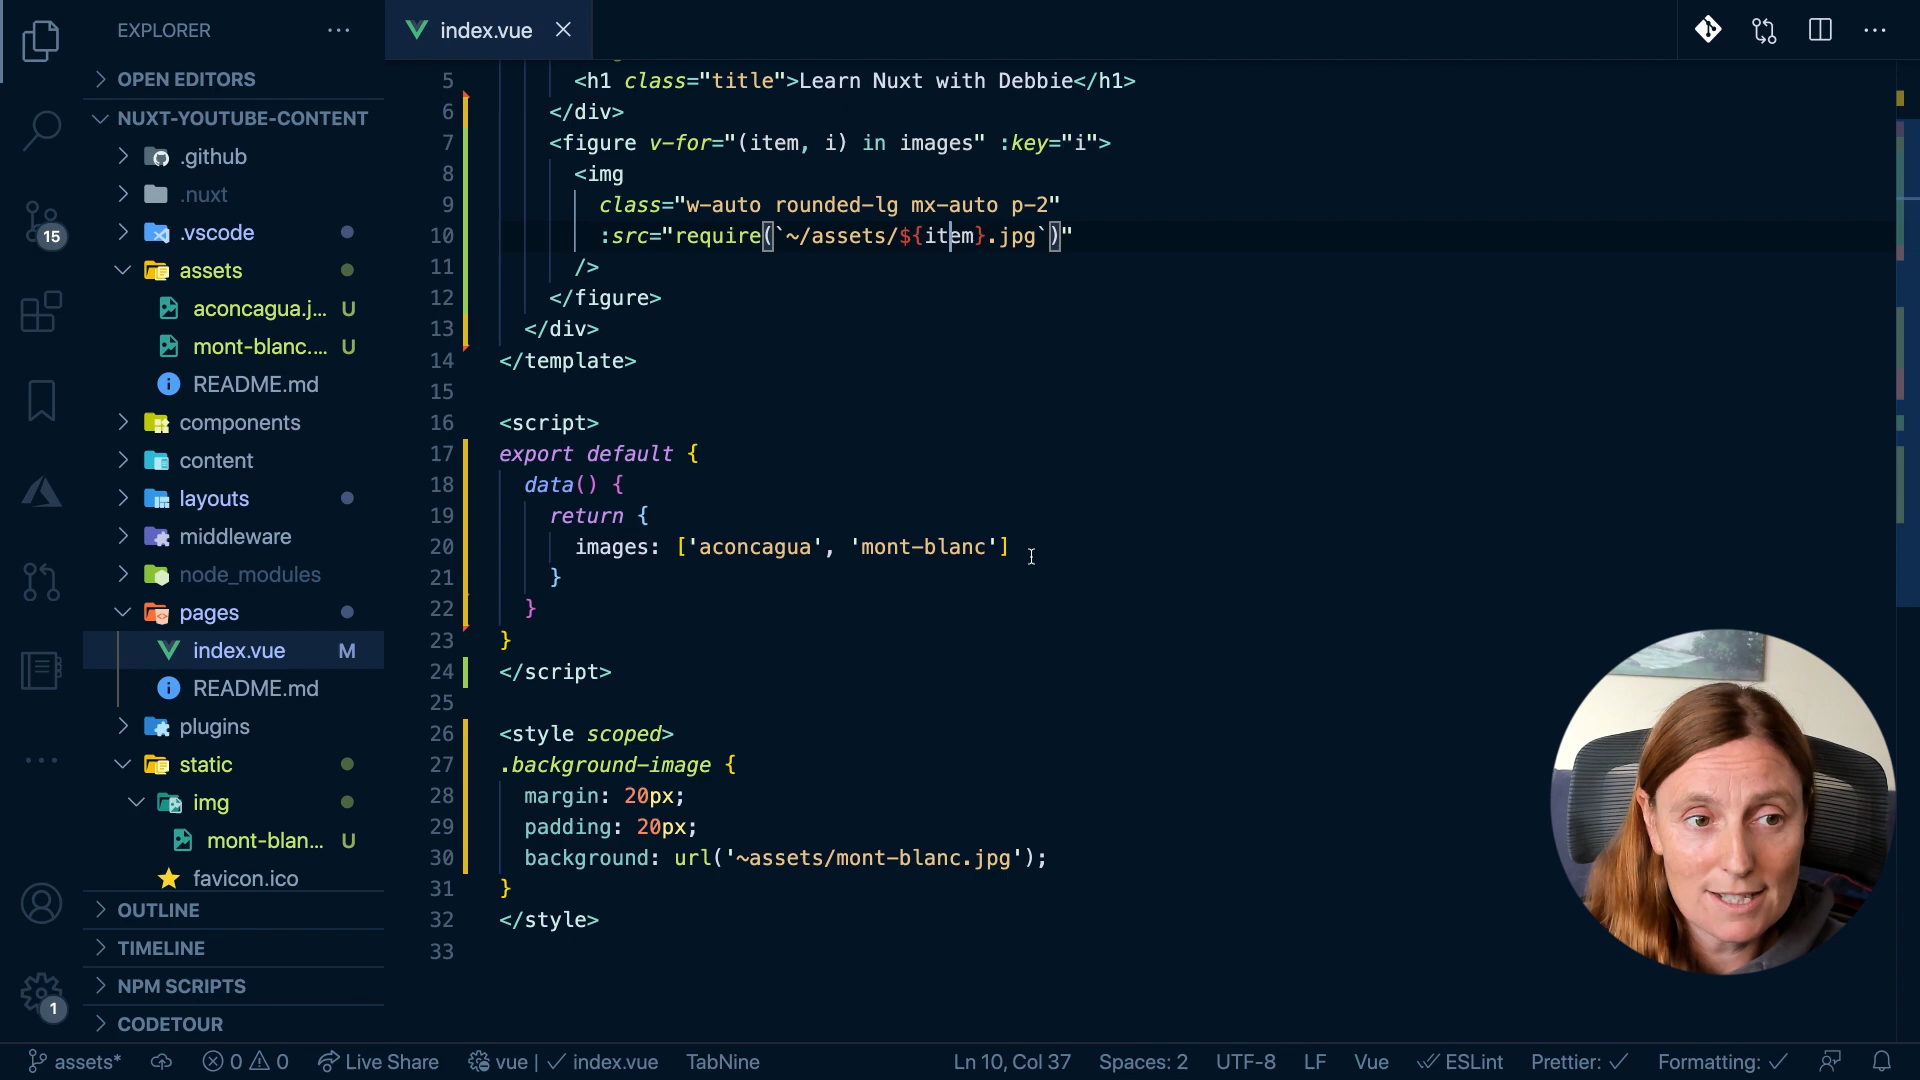 EXPLORER
index.vue
OPEN EDITORS
NUXT-YOUTUBE-CONTENT
.github
.nuxt
.vscode
assets
aconcagua.j... U
mont-blanc.... U
README.md
components
content
layouts
middleware
node_modules
pages
index.vue M
README.md
plugins
static
img
mont-blan... U
favicon.ico
OUTLINE
TIMELINE
NPM SCRIPTS
CODETOUR
15
1
5 <h1 class="title">Learn Nuxt with Debbie</h1>
6 </div>
7 <figure v-for="(item, i) in images" :key="i">
8 <img
9 class="w-auto rounded-lg mx-auto p-2"
10 :src="require(`~/assets/${item}.jpg`)"
11 />
12 </figure>
13 </div>
14 </template>
15
16 <script>
17 export default {
18 data() {
19 return {
20 images: ['aconcagua', 'mont-blanc']
21 }
22 }
23 }
24 </script>
25
26 <style scoped>
27 .background-image {
28 margin: 20px;
29 padding: 20px;
30 background: url('~assets/mont-blanc.jpg');
31 }
32 </style>
33
assets* 0 0 Live Share vue | ✓ index.vue TabNine Ln 10, Col 37 Spaces: 2 UTF-8 LF Vue ESLint Prettier: ✓ Formatting: ✓